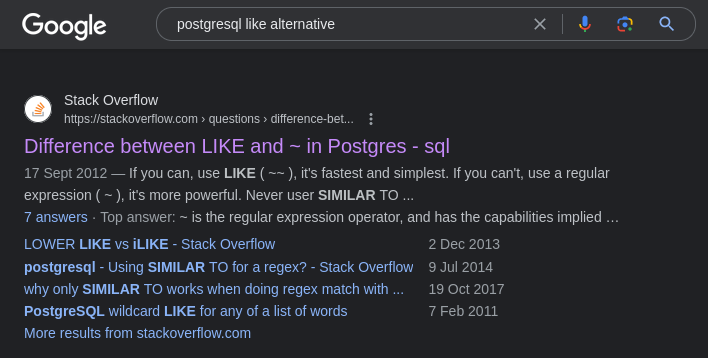 Google
postgresql like alternative
Stack Overflow
https://stackoverflow.com › questions › difference-bet...
Difference between LIKE and ~ in Postgres - sql
17 Sept 2012 — If you can, use LIKE ( ~~ ), it's fastest and simplest. If you can't, use a regular
expression ( ~ ), it's more powerful. Never user SIMILAR TO ...
7 answers · Top answer: ~ is the regular expression operator, and has the capabilities implied …
LOWER LIKE vs iLIKE - Stack Overflow 2 Dec 2013
postgresql - Using SIMILAR TO for a regex? - Stack Overflow 9 Jul 2014
why only SIMILAR TO works when doing regex match with ... 19 Oct 2017
PostgreSQL wildcard LIKE for any of a list of words 7 Feb 2011
More results from stackoverflow.com